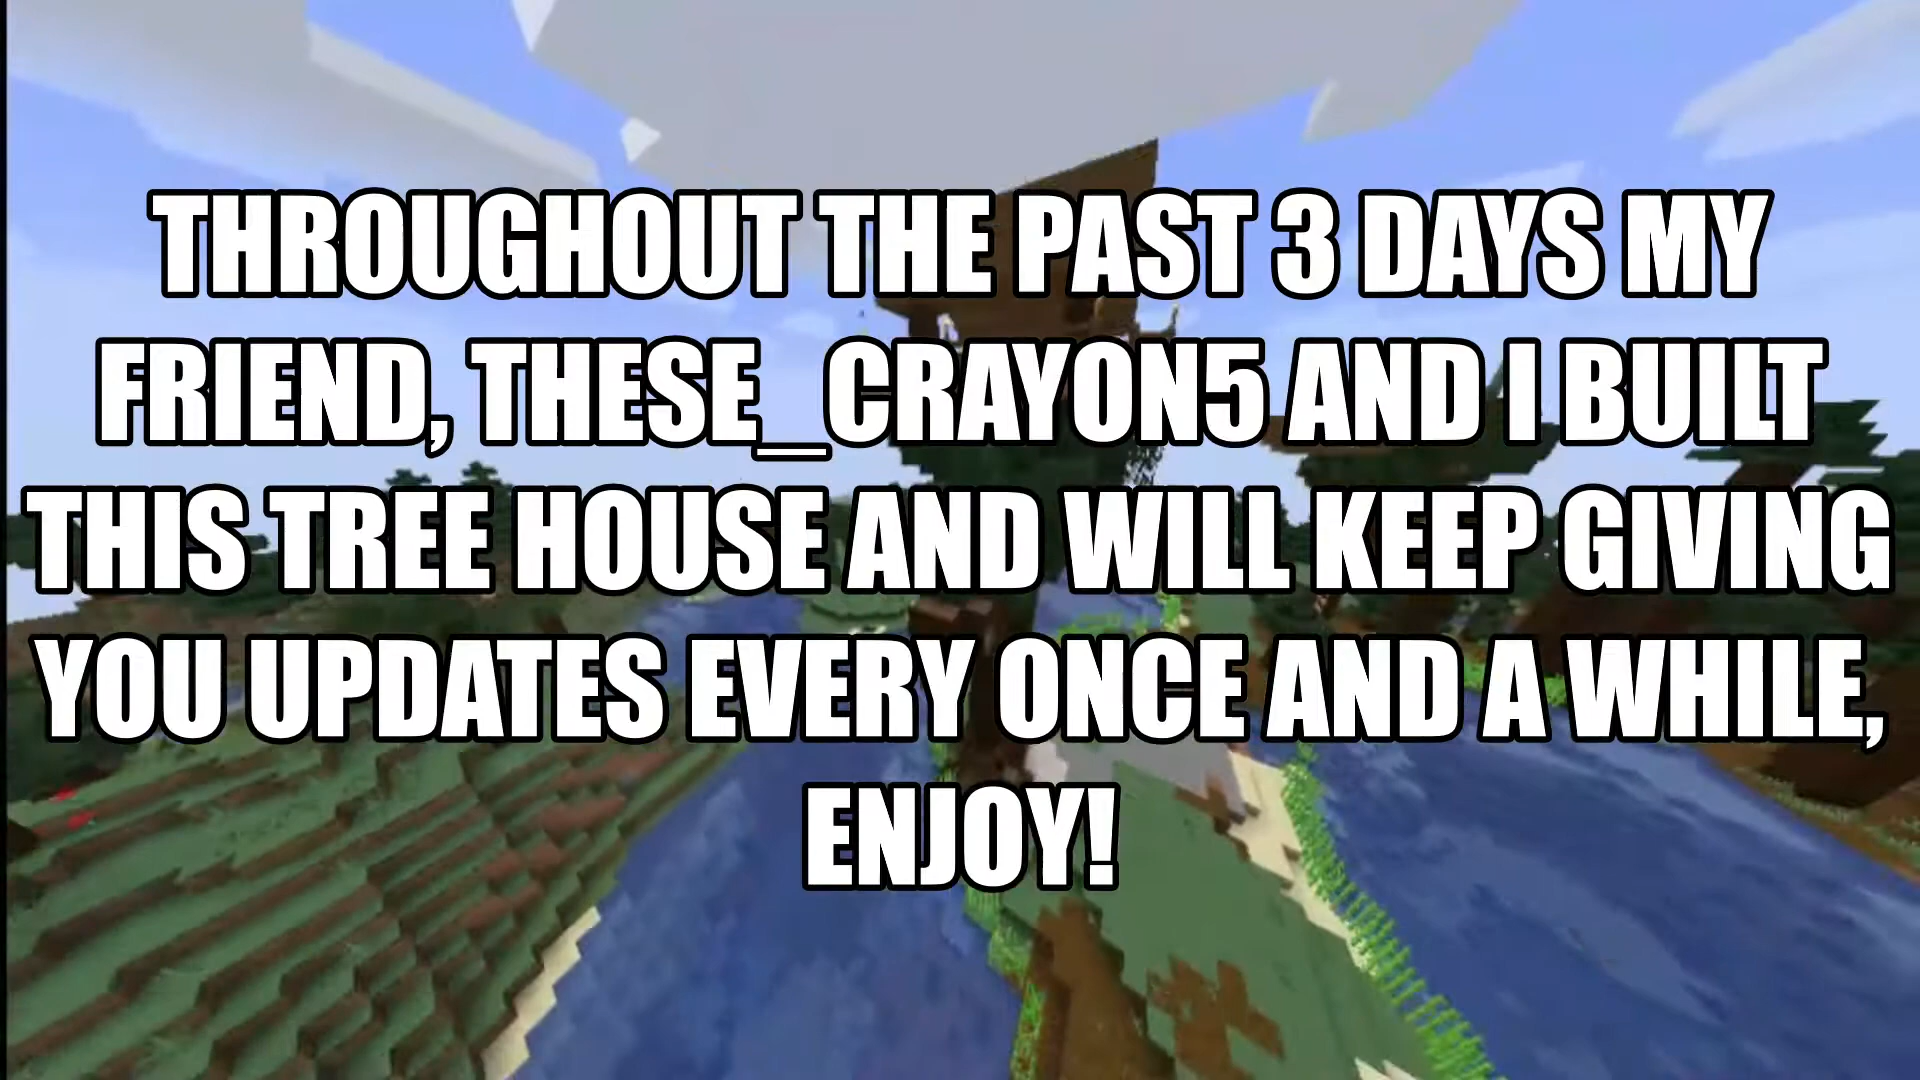 THROUGHOUT THE PAST 3 DAYS MY
FRIEND, THESE_CRAYON5 AND I BUILT
THIS TREE HOUSE AND WILL KEEP GIVING
YOU UPDATES EVERY ONCE AND A WHILE,
ENJOY!